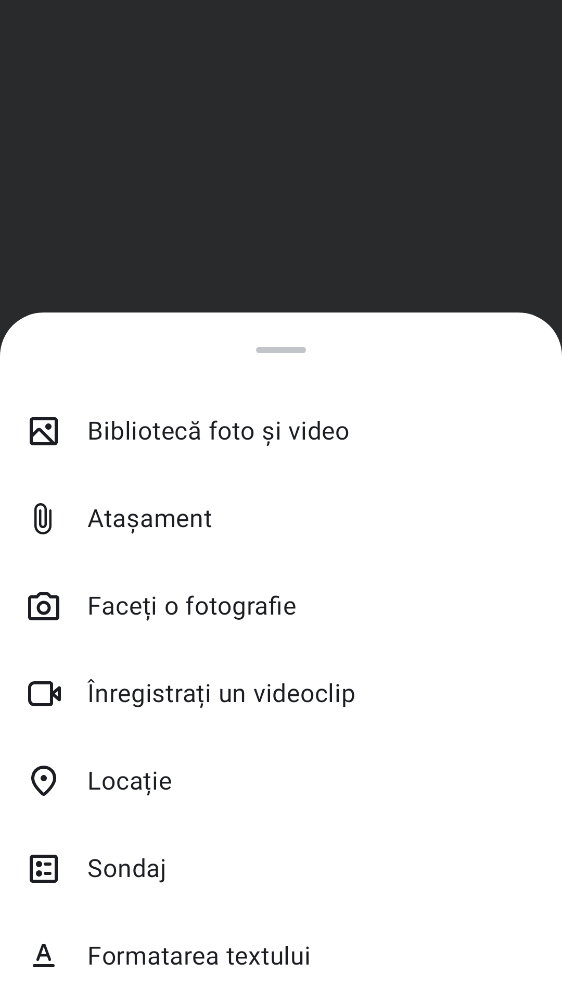 Bibliotecă foto și video
Atașament
Faceți o fotografie
Înregistrați un videoclip
Locație
Sondaj
Formatarea textului